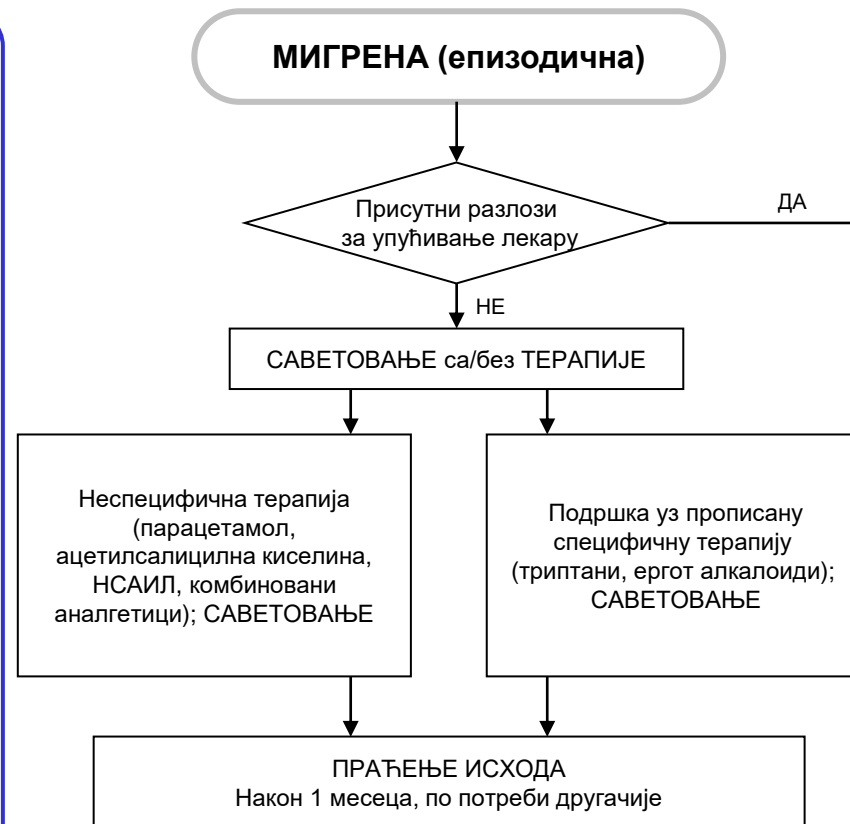 МИГРЕНА (епизодична)
Присутни разлози
за упућивање лекару
ДА
НЕ
САВЕТОВАЊЕ са/без ТЕРАПИЈЕ
Неспецифична терапија
(парацетамол,
ацетилсалицилна киселина,
НСАИЛ, комбиновани
аналгетици); САВЕТОВАЊЕ
Подршка уз прописану
специфичну терапију
(триптани, ергот алкалоиди);
САВЕТОВАЊЕ
ПРАЋЕЊЕ ИСХОДА
Након 1 месеца, по потреби другачије